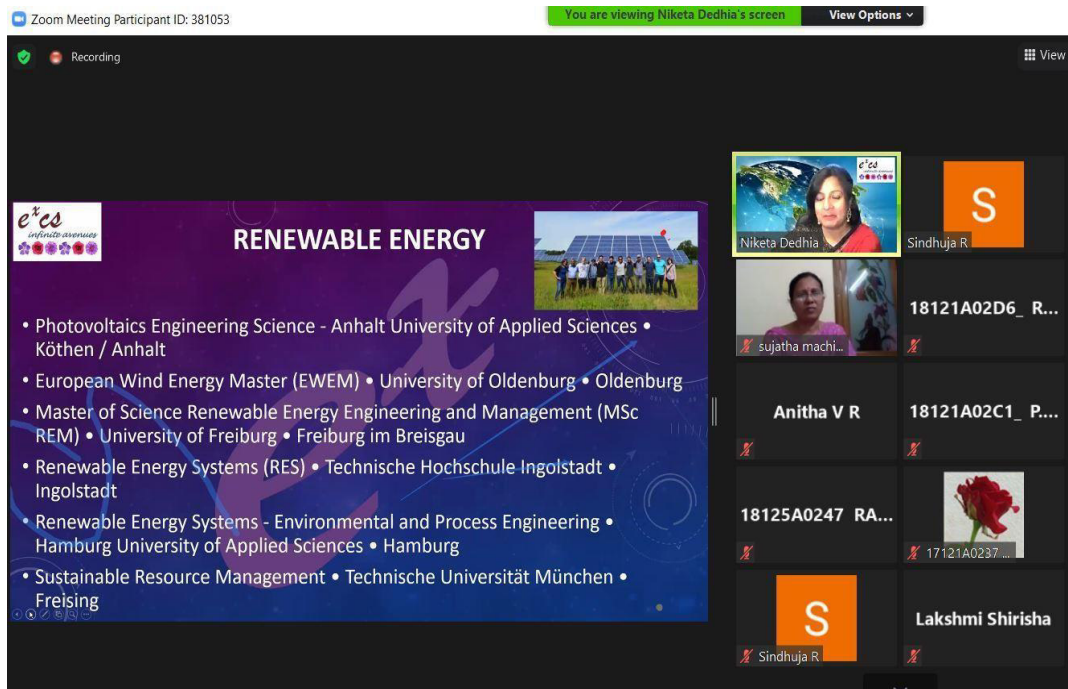 Zoom Meeting Participant ID: 381053
You are viewing Niketa Dedhia's screen
View Options
Recording
View
eˣcs
infinite avenues
RENEWABLE ENERGY
• Photovoltaics Engineering Science - Anhalt University of Applied Sciences •
Köthen / Anhalt
• European Wind Energy Master (EWEM) • University of Oldenburg • Oldenburg
• Master of Science Renewable Energy Engineering and Management (MSc
REM) • University of Freiburg • Freiburg im Breisgau
• Renewable Energy Systems (RES) • Technische Hochschule Ingolstadt •
Ingolstadt
• Renewable Energy Systems - Environmental and Process Engineering •
Hamburg University of Applied Sciences • Hamburg
• Sustainable Resource Management • Technische Universität München •
Freising
ex
eˣcs
Niketa Dedhia
S
Sindhuja R
sujatha machi...
18121A02D6_ R...
Anitha V R
18121A02C1_ P....
18125A0247 RA...
17121A0237 ...
S
Sindhuja R
Lakshmi Shirisha